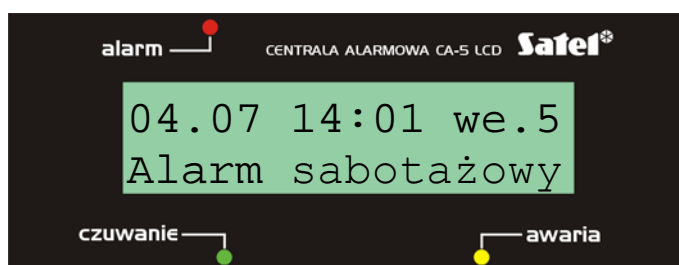 alarm
CENTRALA ALARMOWA CA-5 LCD Satel®
04.07 14:01 we.5
Alarm sabotażowy
czuwanie
awaria